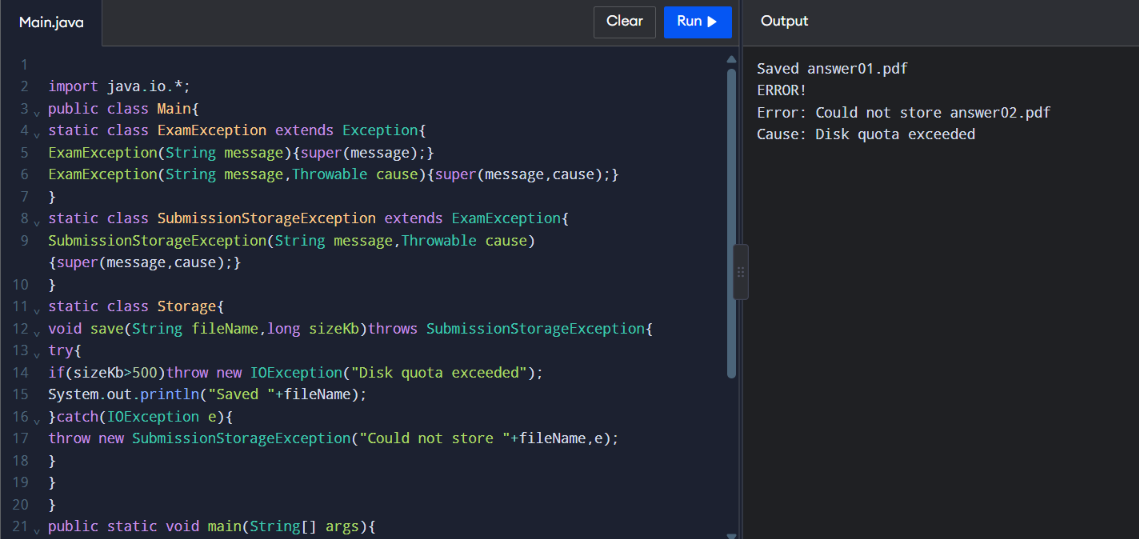 Main.java
Clear
Run
Output
1
2 import java.io.*;
3 public class Main{
4 static class ExamException extends Exception{
5 ExamException(String message){super(message);}
6 ExamException(String message,Throwable cause){super(message,cause);}
7 }
8 static class SubmissionStorageException extends ExamException{
9 SubmissionStorageException(String message,Throwable cause)
{super(message,cause);}
10 }
11 static class Storage{
12 void save(String fileName,long sizeKb)throws SubmissionStorageException{
13 try{
14 if(sizeKb>500)throw new IOException("Disk quota exceeded");
15 System.out.println("Saved "+fileName);
16 }catch(IOException e){
17 throw new SubmissionStorageException("Could not store "+fileName,e);
18 }
19 }
20 }
21 public static void main(String[] args){
Saved answer01.pdf
ERROR!
Error: Could not store answer02.pdf
Cause: Disk quota exceeded